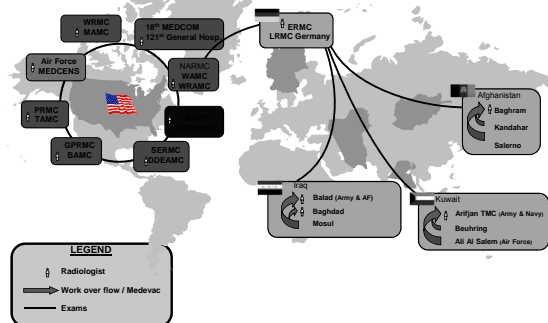 WRMC
MAMC
18th MEDCOM
121st General Hosp.
ERMC
LRMC Germany
Air Force
MEDCENS
NARMC
WAMC
WRAMC
PRMC
TAMC
GPRMC
BAMC
SERMC
DDEAMC
Afghanistan
Baghram
Kandahar
Salerno
Iraq
Balad (Army & AF)
Baghdad
Mosul
Kuwait
Arifjan TMC (Army & Navy)
Beuhring
Ali Al Salem (Air Force)
LEGEND
Radiologist
Work over flow / Medevac
Exams